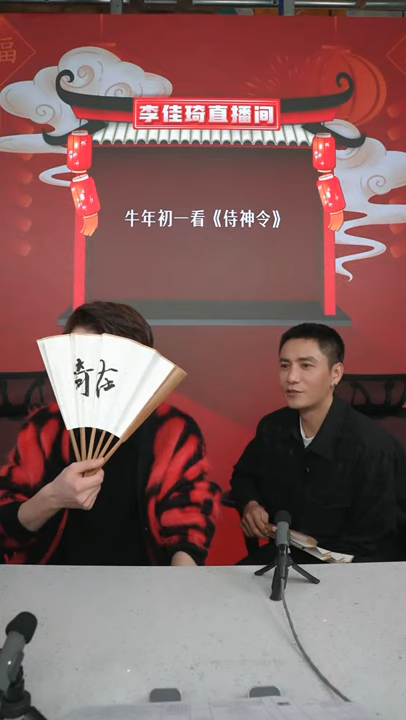 福
李佳琦直播间
牛年初一看《侍神令》
奇在